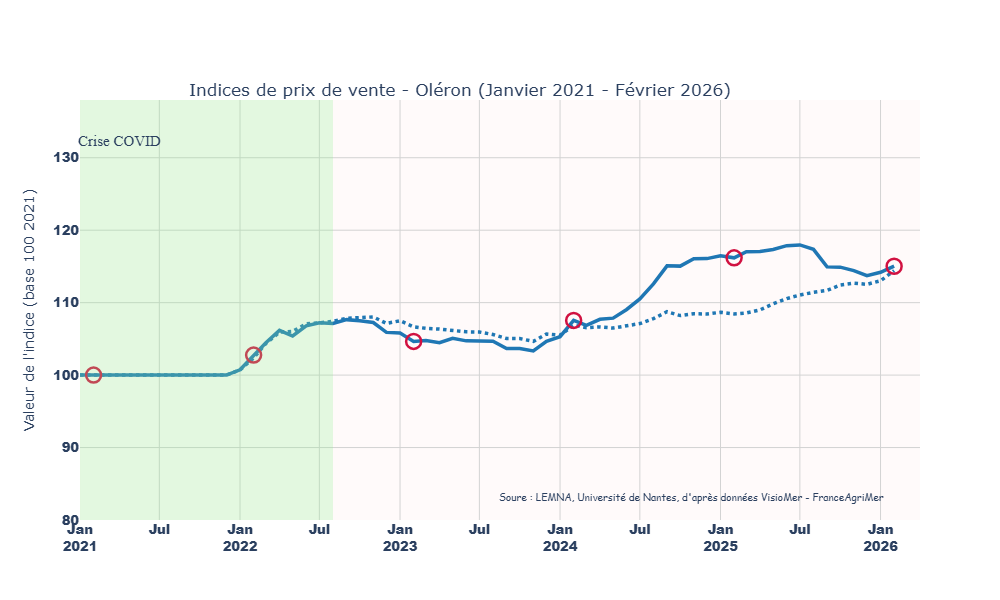 Indices de prix de vente - Oléron (Janvier 2021 - Février 2026)
Crise COVID
Valeur de l'indice (base 100 2021)
130
120
110
100
90
80
Soure : LEMNA, Université de Nantes, d'après données VisioMer - FranceAgriMer
Jan Jul Jan Jul Jan Jul Jan Jul Jan Jul Jan
2021 2022 2023 2024 2025 2026